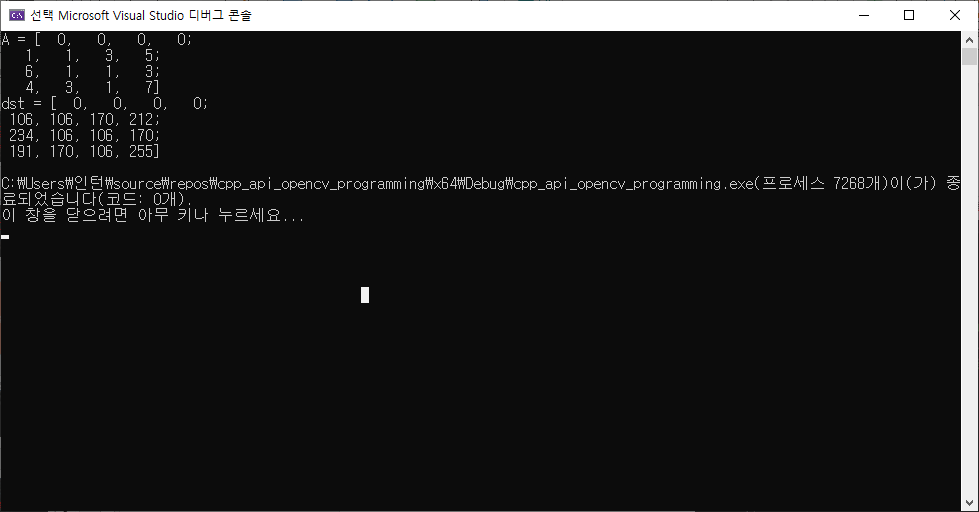 선택 Microsoft Visual Studio 디버그 콘솔
A = [  0,   0,   0,   0;
   1,   1,   3,   5;
   6,   1,   1,   3;
   4,   3,   1,   7]
dst = [  0,   0,   0,   0;
 106, 106, 170, 212;
 234, 106, 106, 170;
 191, 170, 106, 255]
C:₩Users₩인턴₩source₩repos₩cpp_api_opencv_programming₩x64₩Debug₩cpp_api_opencv_programming.exe(프로세스 7268개)이(가) 종
료되었습니다(코드: 0개).
이 창을 닫으려면 아무 키나 누르세요...